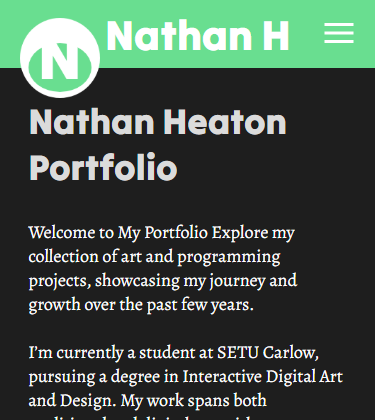 N
Nathan H
Nathan Heaton
Portfolio
Welcome to My Portfolio Explore my
collection of art and programming
projects, showcasing my journey and
growth over the past few years.
I'm currently a student at SETU Carlow,
pursuing a degree in Interactive Digital Art
and Design. My work spans both